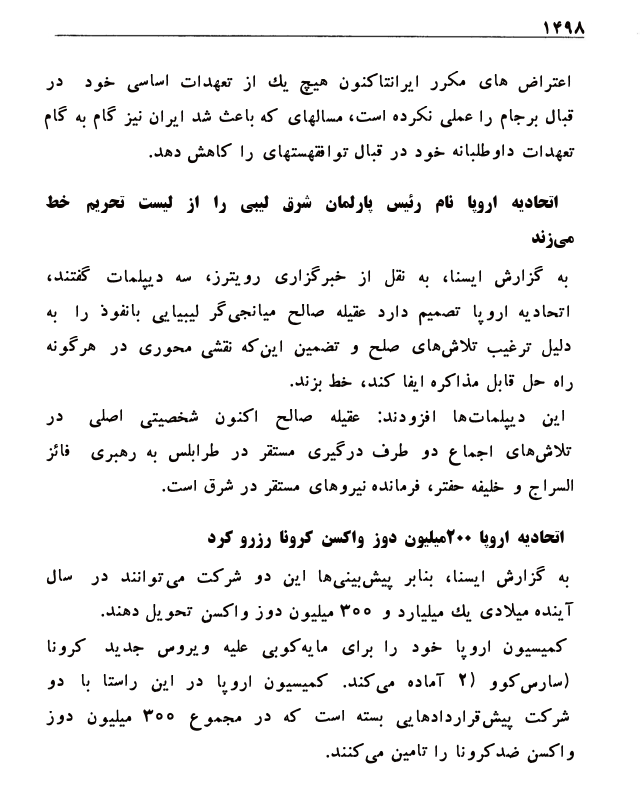 ۱۴۹۸
اعتراض های مکرر ایرانتاکنون هیچ یك از تعهدات اساسی خود در
قبال برجام را عملی نکرده است، مسالهای که باعث شد ایران نیز گام به گام
تعهدات داوطلبانه خود در قبال توافقهستهای را کاهش دهد.
اتحادیه اروپا نام رئیس پارلمان شرق لیبی را از لیست تحریم خط
می‌زند
به گزارش ایسنا، به نقل از خبرگزاری رویترز، سه دیپلمات گفتند،
اتحادیه اروپا تصمیم دارد عقیله صالح میانجی‌گر لیبیایی بانفوذ را به
دلیل ترغیب تلاش‌های صلح و تضمین این‌که نقشی محوری در هرگونه
راه حل قابل مذاکره ایفا کند، خط بزند.
این دیپلمات‌ها افزودند: عقیله صالح اکنون شخصیتی اصلی در
تلاش‌های اجماع دو طرف درگیری مستقر در طرابلس به رهبری فائز
السراج و خلیفه حفتر، فرمانده نیروهای مستقر در شرق است.
اتحادیه اروپا ۲۰۰میلیون دوز واکسن کرونا رزرو کرد
به گزارش ایسنا، بنابر پیش‌بینی‌ها این دو شرکت می‌توانند در سال
آینده میلادی یك میلیارد و ۳۰۰ میلیون دوز واکسن تحویل دهند.
کمیسیون اروپا خود را برای مایه‌کوبی علیه ویروس جدید کرونا
(سارس‌کوو (۲ آماده می‌کند. کمیسیون اروپا در این راستا با دو
شرکت پیش‌قراردادهایی بسته است که در مجموع ۳۰۰ میلیون دوز
واکسن ضدکرونا را تامین می‌کنند.